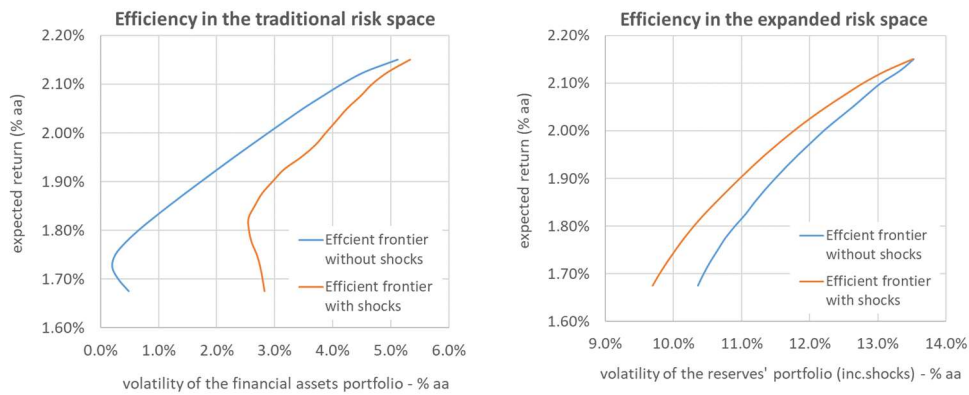 Efficiency in the traditional risk space
2.20%
2.10%
2.00%
1.90%
1.80%
1.70%
1.60%
expected return (% aa)
Effcient frontier
without shocks
Efficient frontier
with shocks
0.0% 1.0% 2.0% 3.0% 4.0% 5.0% 6.0%
volatility of the financial assets portfolio - % aa
Efficiency in the expanded risk space
2.20%
2.10%
2.00%
1.90%
1.80%
1.70%
1.60%
expected return (% aa)
Effcient frontier
without shocks
Efficient frontier
with shocks
9.0% 10.0% 11.0% 12.0% 13.0% 14.0%
volatility of the reserves' portfolio (inc.shocks) - % aa